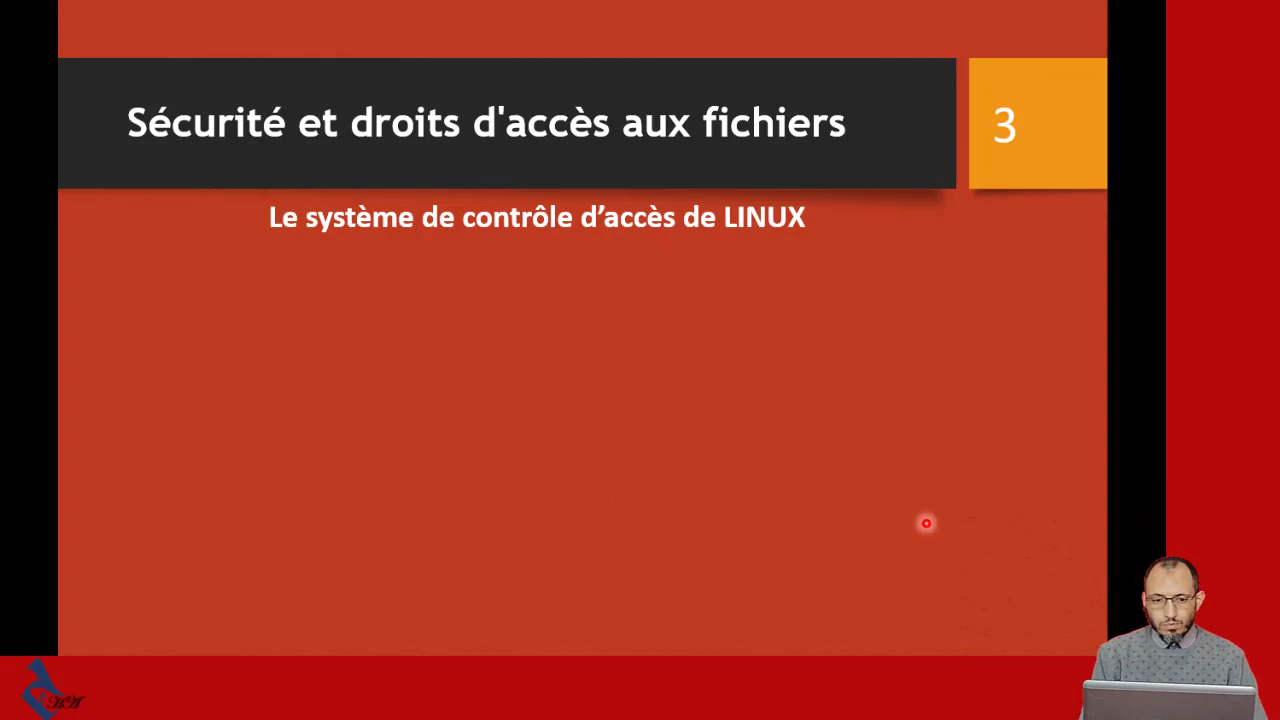 Sécurité et droits d'accès aux fichiers
3
Le système de contrôle d’accès de LINUX